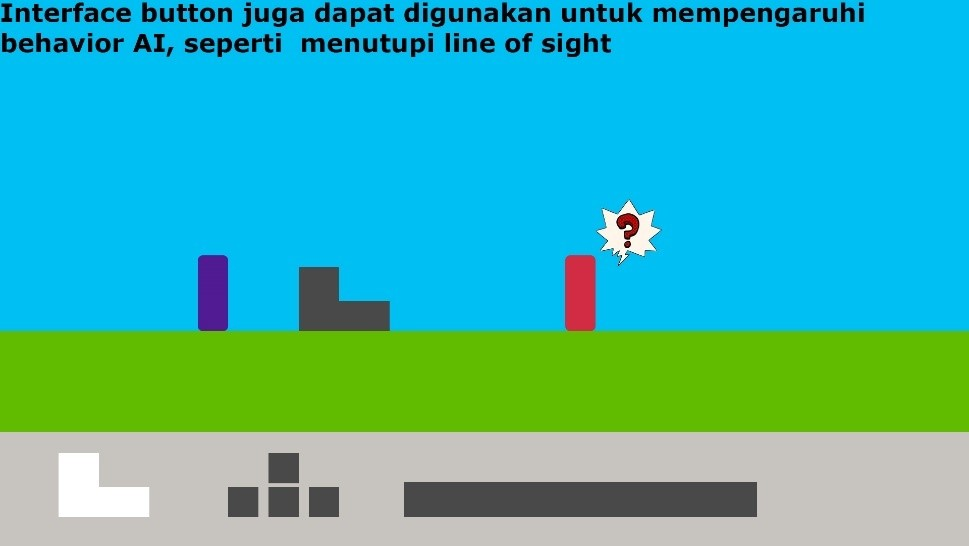 Interface button juga dapat digunakan untuk mempengaruhi
behavior AI, seperti  menutupi line of sight
?